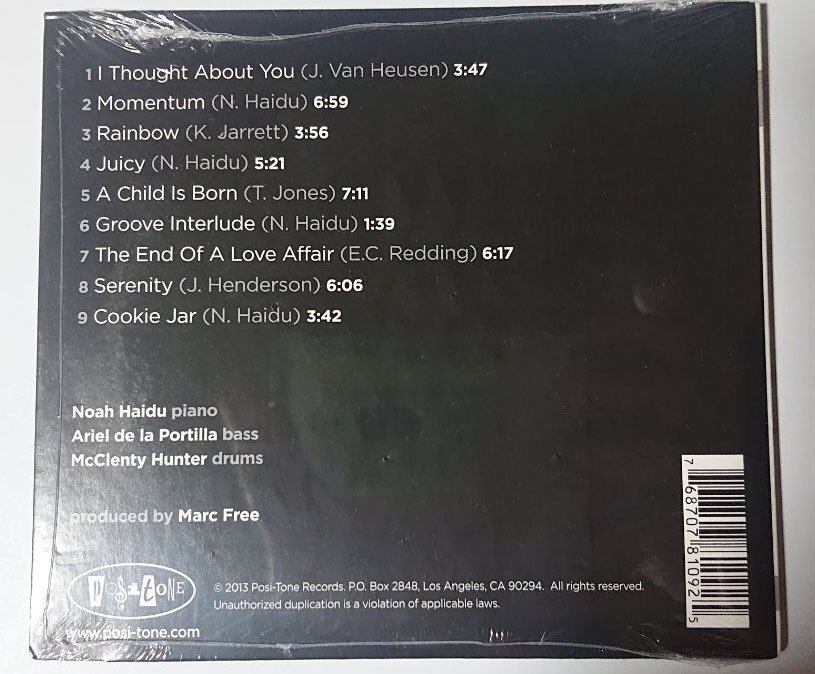 1 I Thought About You (J. Van Heusen) 3:47
2 Momentum (N. Haidu) 6:59
3 Rainbow (K. Jarrett) 3:56
4 Juicy (N. Haidu) 5:21
5 A Child Is Born (T. Jones) 7:11
6 Groove Interlude (N. Haidu) 1:39
7 The End Of A Love Affair (E.C. Redding) 6:17
8 Serenity (J. Henderson) 6:06
9 Cookie Jar (N. Haidu) 3:42
Noah Haidu piano
Ariel de la Portilla bass
McClenty Hunter drums
produced by Marc Free
POSITONE
© 2013 Posi-Tone Records. P.O. Box 2848, Los Angeles, CA 90294. All rights reserved.
Unauthorized duplication is a violation of applicable laws.
www.posi-tone.com
7 68707 81092 5